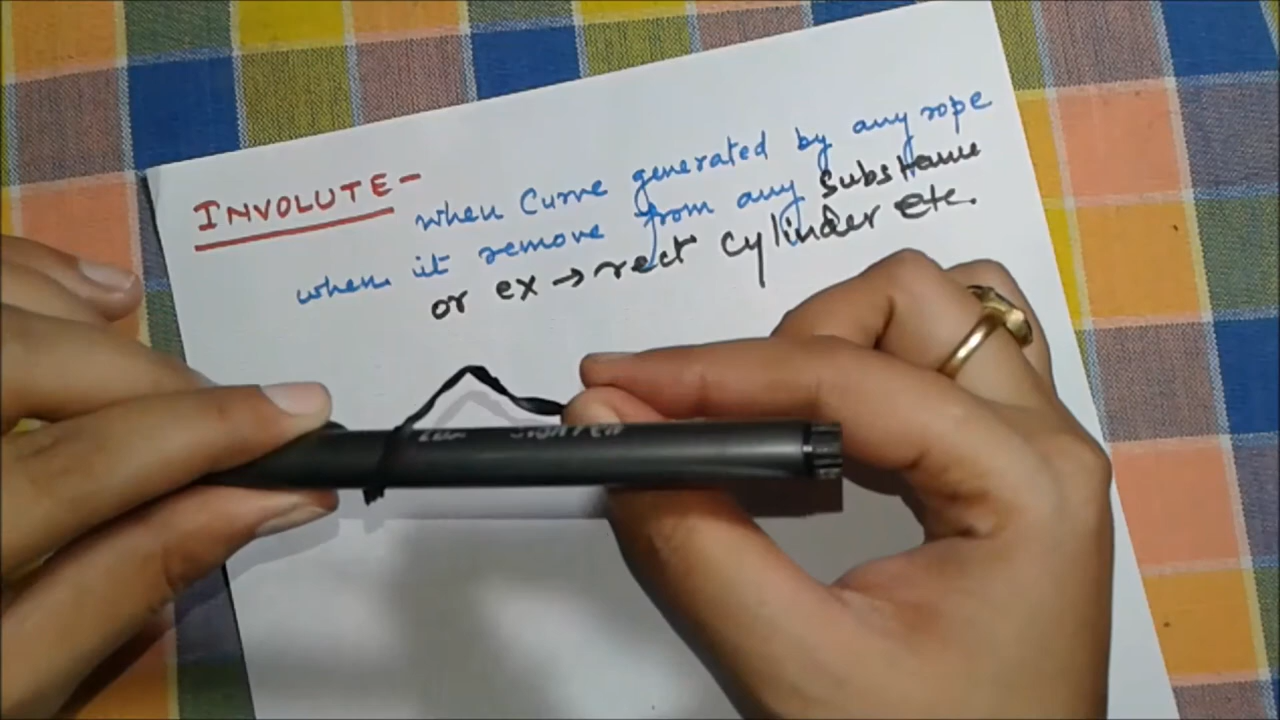 INVOLUTE-
when Curve generated by any rope
when it remove from any substance
or ex → rect cylinder etc.